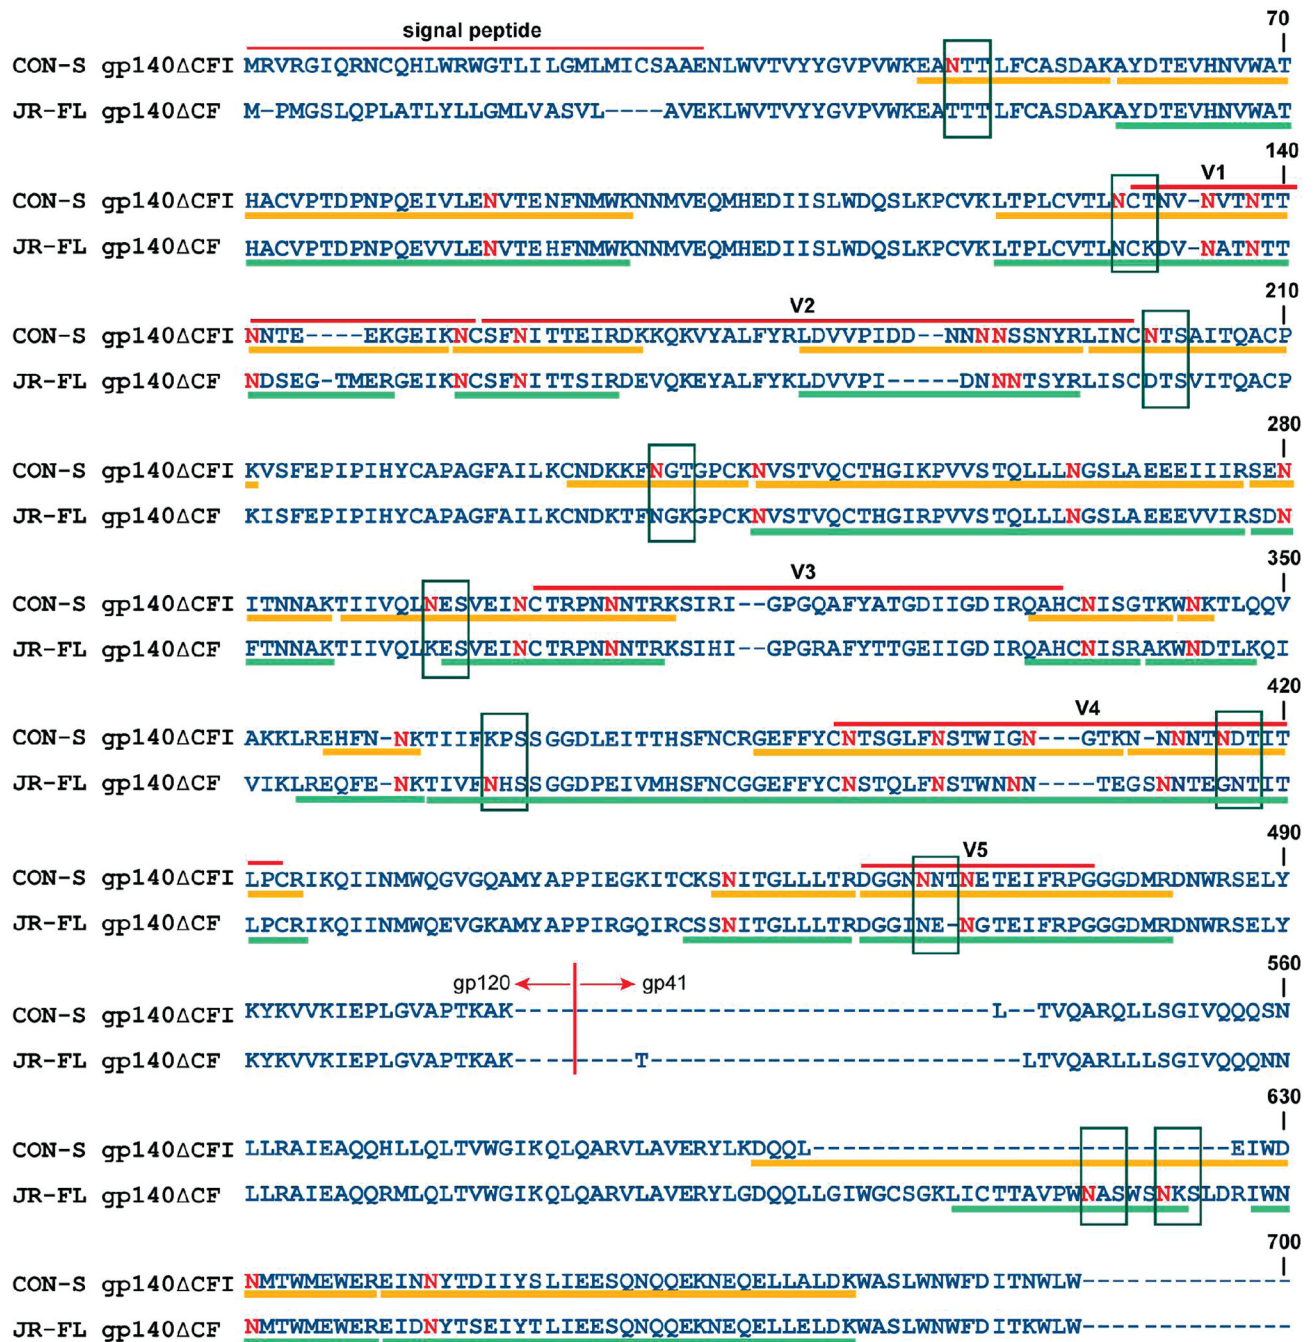 signal peptide
70
CON-S gp140ΔCFI MRVRGIQRNCQHLWRWGTLILGMLMICSAAENLWVTVYYGVPVWKEANTTLFCASDAKAYDTEVHNVWAT
JR-FL gp140ΔCF M-PMGSLQPLATLYLLGMLVASVL----AVEKLWVTVYYGVPVWKEATTTLFCASDAKAYDTEVHNVWAT
140
V1
CON-S gp140ΔCFI HACVPTDPNPQEIVLENVTENFNMWKNNMVEQMHEDIISLWDQSLKPCVKLTPLCVTLNCTNV-NVTNTT
JR-FL gp140ΔCF HACVPTDPNPQEVVLENVTEHFNMWKNNMVEQMHEDIISLWDQSLKPCVKLTPLCVTLNCKDV-NATNTT
210
V2
CON-S gp140ΔCFI NNTE----EKGEIKNCSFNITTEIRDKKQKVYALFYRLDVVPIDD--NNNNNSSNYRLINCNTSAITQACP
JR-FL gp140ΔCF NDSEG-TMERGEIKNCSFNITTSIRDEVQKEYALFYKLDVVPI-----DNNNTSYRLISCDTSVITQACP
280
CON-S gp140ΔCFI KVSFEPIPIHYCAPAGFAILKCNDKKFNGTGPCKNVSTVQCTHGIKPVVSTQLLLNGSLAEEEIIIRSEN
JR-FL gp140ΔCF KISFEPIPIHYCAPAGFAILKCNDKTFNGKGPCKNVSTVQCTHGIRPVVSTQLLLNGSLAEEEVVIRSDN
350
V3
CON-S gp140ΔCFI ITNNAKTIIVQLNESVEINCTRPNNNTRKSIRI--GPGQAFYATGDIIGDIRQAHCNISGTKWNKTLQQV
JR-FL gp140ΔCF FTNNAKTIIVQLKESVEINCTRPNNNTRKSIHI--GPGRAFYTTGEIIGDIRQAHCNISRAKWNDTLKQI
420
V4
CON-S gp140ΔCFI AKKLREHFN-NKTIIFKPSSGGDLEITTHSFNCRGEFFYCNTSGLFNSTWIGN---GTKN-NNNTNDTIT
JR-FL gp140ΔCF VIKLREQFE-NKTIVFNHSSGGDPEIVMHSFNCGGEFFYCNSTQLFNSTWNNN----TEGSNNTEGNTIT
490
V5
CON-S gp140ΔCFI LPCRIKQIINMWQGVGQAMYAPPIEGKITCKSNITGLLLTRDGGNNNTNETEIFRPGGGDMRDNWRSELY
JR-FL gp140ΔCF LPCRIKQIINMWQEVGKAMYAPPIRGQIRCSSNITGLLLTRDGGINE-NGTEIFRPGGGDMRDNWRSELY
gp120 gp41
560
CON-S gp140ΔCFI KYKVVKIEPLGVAPTKAK--------------------------------L--TVQARQLLSGIVQQQSN
JR-FL gp140ΔCF KYKVVKIEPLGVAPTKAK--------T-------------------------LTVQARLLLSGIVQQQNN
630
CON-S gp140ΔCFI LLRAIEAQQHLLQLTVWGIKQLQARVLAVERYLKDQQL----------------------------EIWD
JR-FL gp140ΔCF LLRAIEAQQRMLQLTVWGIKQLQARVLAVERYLGDQQLLGIWGCSGKLICTTAVPWNASWSNKSLDRIWN
700
CON-S gp140ΔCFI NMTWMEWEREINNYTDIIYSLIEESQNQQEKNEQELLALDKWASLWNWFDITNWLW--------------
JR-FL gp140ΔCF NMTWMEWEREIDNYTSEIYTLIEESQNQQEKNEQELLELDKWASLWNWFDITKWLW--------------